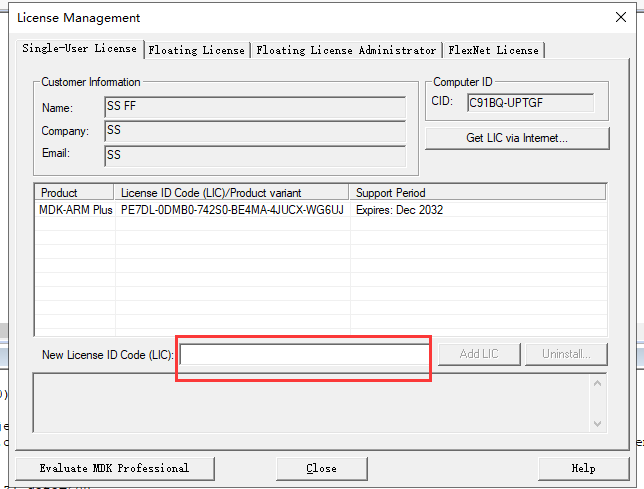 License Management
Single-User License Floating License Floating License Administrator FlexNet License
Customer Information
Name: SS FF
Company: SS
Email: SS
Computer ID
CID: C91BQ-UPTGF
Get LIC via Internet...
Product License ID Code (LIC)/Product variant Support Period
MDK-ARM Plus PE7DL-0DMB0-742S0-BE4MA-4JUCX-WG6UJ Expires: Dec 2032
New License ID Code (LIC): Add LIC Uninstall...
Evaluate MDK Professional Close Help